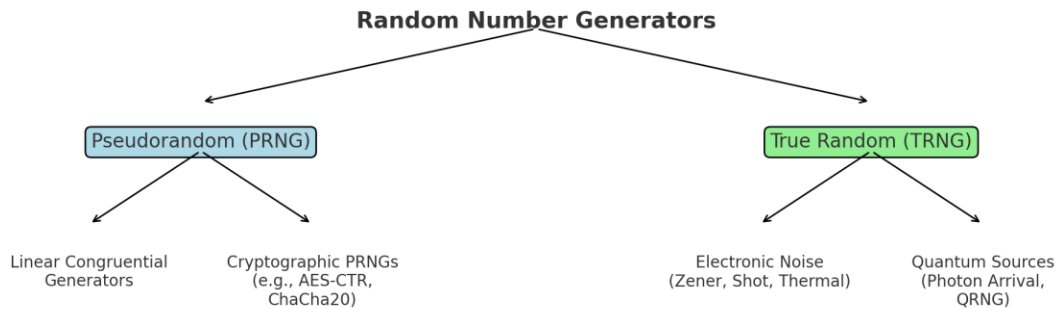 Random Number Generators
Pseudorandom (PRNG)
True Random (TRNG)
Linear Congruential
Generators
Cryptographic PRNGs
(e.g., AES-CTR,
ChaCha20)
Electronic Noise
(Zener, Shot, Thermal)
Quantum Sources
(Photon Arrival,
QRNG)